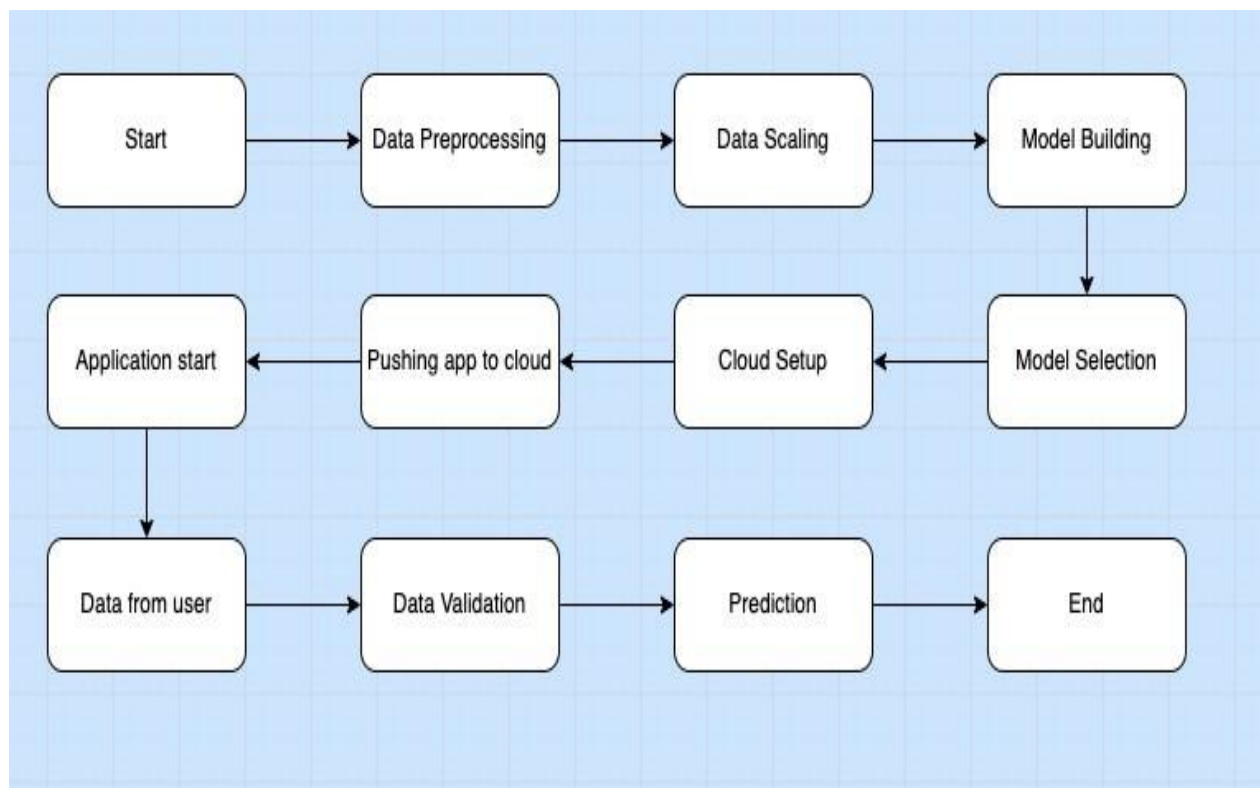 Start
Data Preprocessing
Data Scaling
Model Building
Model Selection
Cloud Setup
Pushing app to cloud
Application start
Data from user
Data Validation
Prediction
End